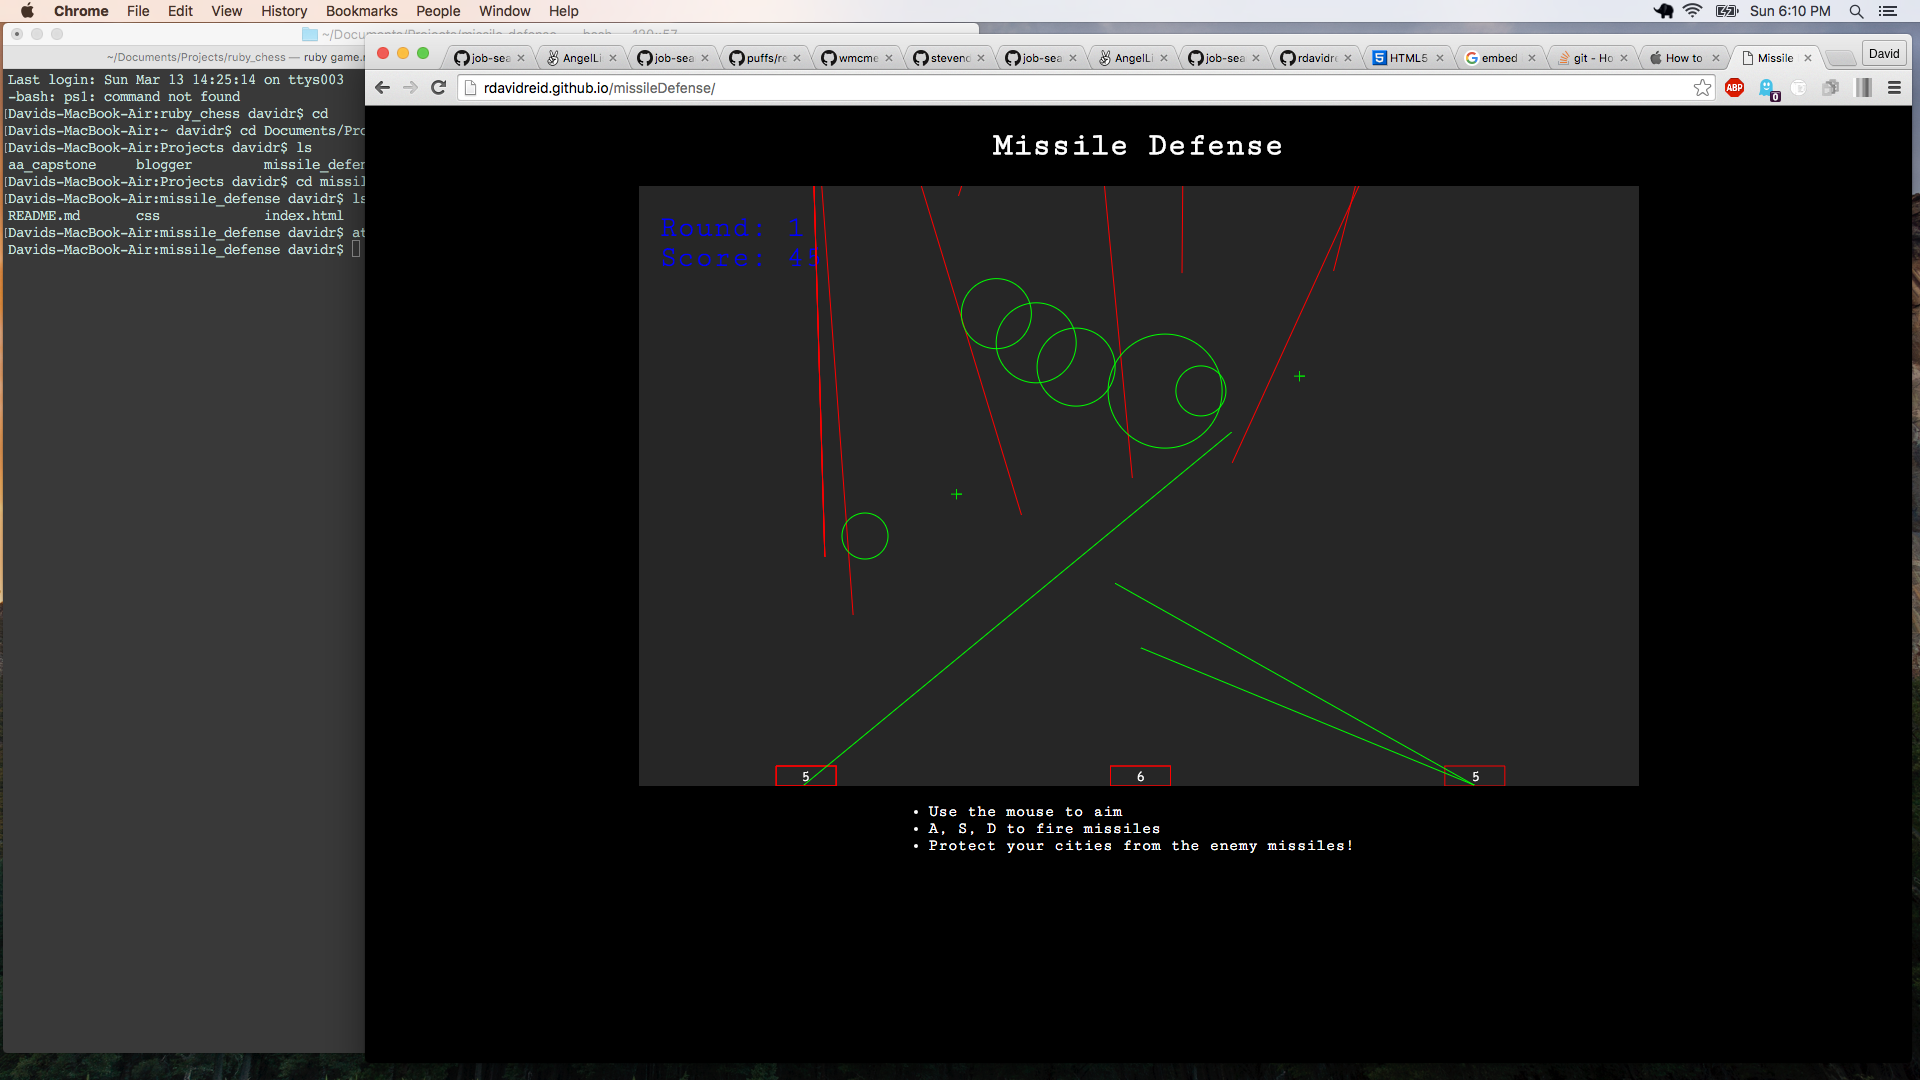 Chrome File Edit View History Bookmarks People Window Help Sun 6:10 PM
~/Documents/Projects/ruby_chess — ruby game.r
Last login: Sun Mar 13 14:25:14 on ttys003
-bash: ps1: command not found
[Davids-MacBook-Air:ruby_chess davidr$ cd
[Davids-MacBook-Air:~ davidr$ cd Documents/Pro
[Davids-MacBook-Air:Projects davidr$ ls
aa_capstone blogger missile_defen
[Davids-MacBook-Air:Projects davidr$ cd missil
[Davids-MacBook-Air:missile_defense davidr$ ls
README.md css index.html
[Davids-MacBook-Air:missile_defense davidr$ at
Davids-MacBook-Air:missile_defense davidr$
job-sea AngelLi job-sea puffs/re wmcme stevend job-sea AngelLi job-sea rdavidre HTML5 embed git - Ho How to Missile David
rdavidreid.github.io/missileDefense/
ABP
0
Missile Defense
Round: 1
Score: 45
5 6 5
• Use the mouse to aim
• A, S, D to fire missiles
• Protect your cities from the enemy missiles!